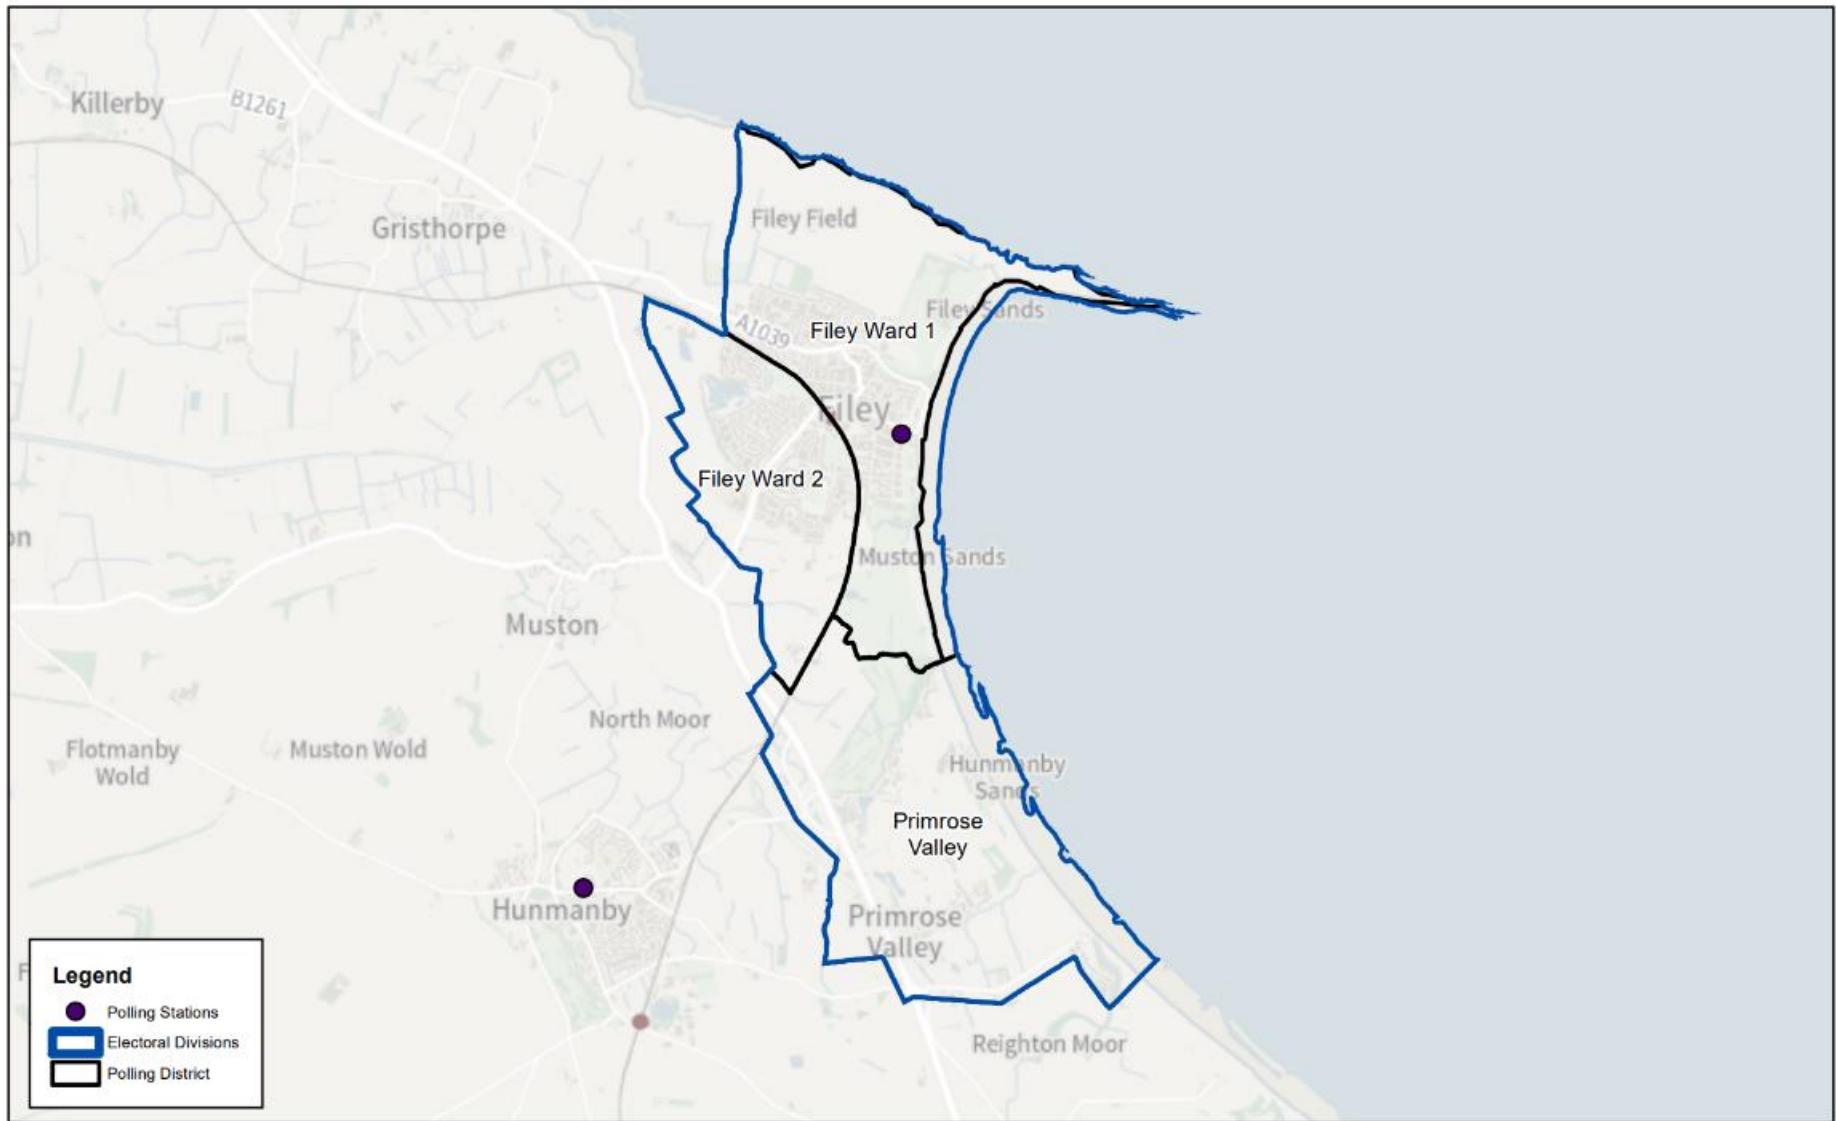 Killerby
B1261
Gristhorpe
Filey Field
Filey Sands
A1039
Filey Ward 1
Filey
Filey Ward 2
on
Muston Sands
Muston
North Moor
Flotmanby
Wold
Muston Wold
Hunmanby
Sands
Primrose
Valley
Hunmanby
Primrose
Valley
Reighton Moor
F
Legend
Polling Stations
Electoral Divisions
Polling District